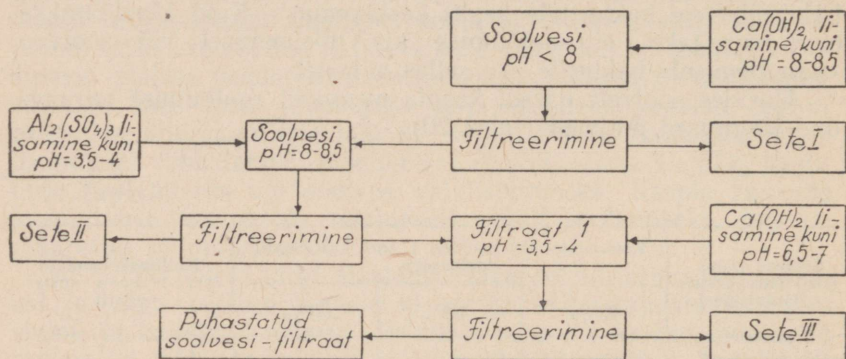 Soolvesi
pH < 8
Ca(OH)₂ li-
samine kuni
pH = 8-8,5
Al₂(SO₄)₃ li-
samine kuni
pH = 3,5-4
Soolvesi
pH = 8-8,5
Filtreerimine
Sete I
Sete II
Filtreerimine
Filtraat 1
pH = 3,5-4
Ca(OH)₂ li-
samine kuni
pH = 6,5-7
Puhastatud
soolvesi-filtraat
Filtreerimine
Sete III